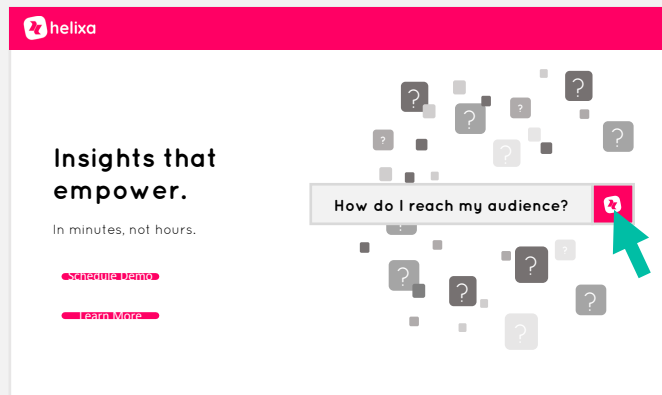 helixa
Insights that
empower.
In minutes, not hours.
Schedule Demo
Learn More
?
?
?
?
?
?
?
How do I reach my audience?
?
?
?
?
?
?
?